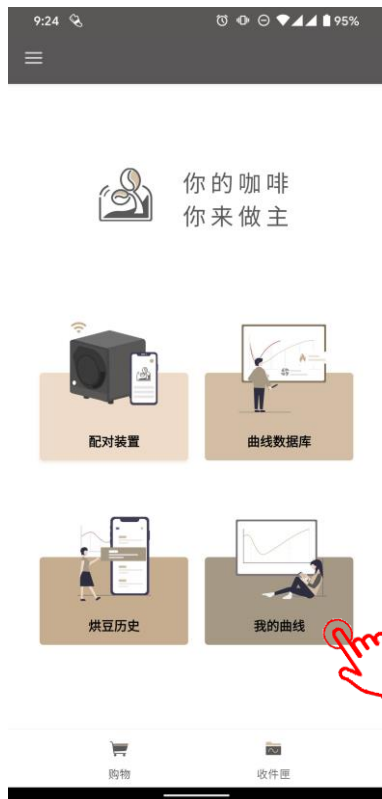 9:24 95%
你的咖啡
你来做主
配对装置 曲线数据库
烘豆历史 我的曲线
购物 收件匣